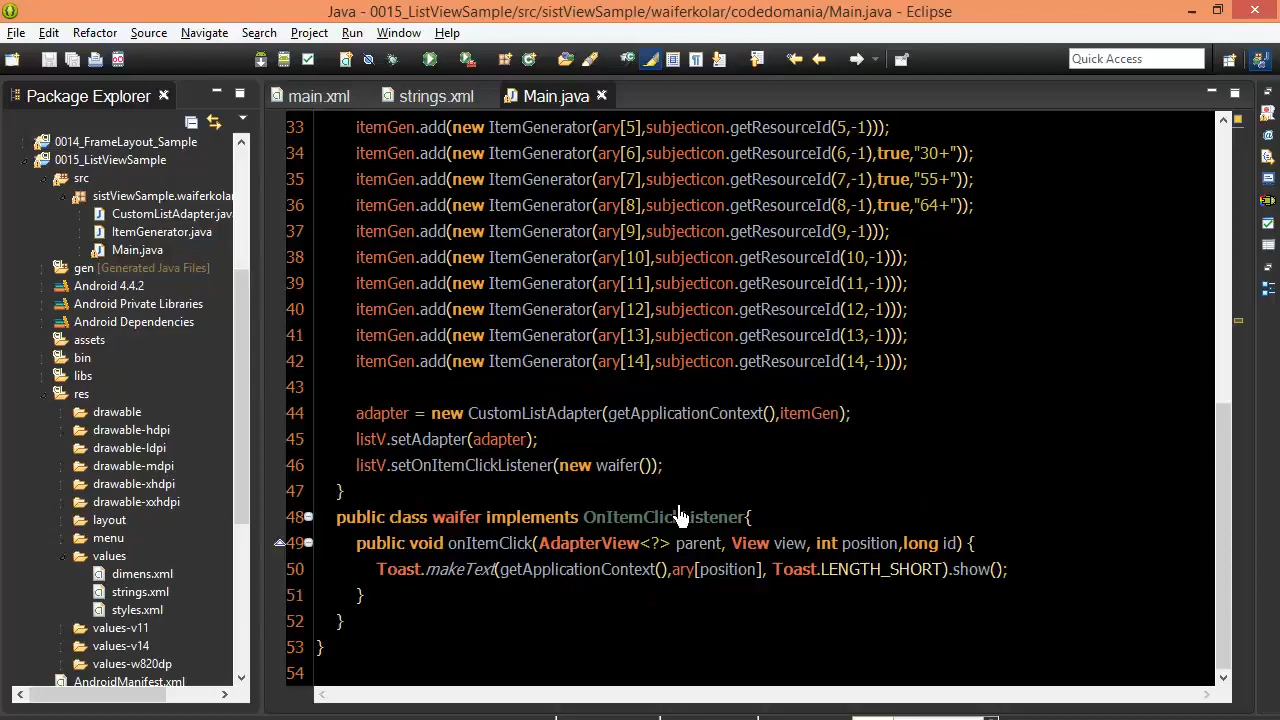 Java - 0015_ListViewSample/src/sistViewSample/waiferkolar/codedomania/Main.java - Eclipse
File Edit Refactor Source Navigate Search Project Run Window Help
Quick Access
Package Explorer
main.xml strings.xml Main.java
0014_FrameLayout_Sample
0015_ListViewSample
src
sistViewSample.waiferkolar
CustomListAdapter.jav
ItemGenerator.java
Main.java
gen [Generated Java Files]
Android 4.4.2
Android Private Libraries
Android Dependencies
assets
bin
libs
res
drawable
drawable-hdpi
drawable-ldpi
drawable-mdpi
drawable-xhdpi
drawable-xxhdpi
layout
menu
values
dimens.xml
strings.xml
styles.xml
values-v11
values-v14
values-w820dp
AndroidManifest.xml
33 itemGen.add(new ItemGenerator(ary[5],subjecticon.getResourceId(5,-1)));
34 itemGen.add(new ItemGenerator(ary[6],subjecticon.getResourceId(6,-1),true,"30+"));
35 itemGen.add(new ItemGenerator(ary[7],subjecticon.getResourceId(7,-1),true,"55+"));
36 itemGen.add(new ItemGenerator(ary[8],subjecticon.getResourceId(8,-1),true,"64+"));
37 itemGen.add(new ItemGenerator(ary[9],subjecticon.getResourceId(9,-1)));
38 itemGen.add(new ItemGenerator(ary[10],subjecticon.getResourceId(10,-1)));
39 itemGen.add(new ItemGenerator(ary[11],subjecticon.getResourceId(11,-1)));
40 itemGen.add(new ItemGenerator(ary[12],subjecticon.getResourceId(12,-1)));
41 itemGen.add(new ItemGenerator(ary[13],subjecticon.getResourceId(13,-1)));
42 itemGen.add(new ItemGenerator(ary[14],subjecticon.getResourceId(14,-1)));
43
44 adapter = new CustomListAdapter(getApplicationContext(),itemGen);
45 listV.setAdapter(adapter);
46 listV.setOnItemClickListener(new waifer());
47 }
48 public class waifer implements OnItemClickListener{
49 public void onItemClick(AdapterView<?> parent, View view, int position,long id) {
50 Toast.makeText(getApplicationContext(),ary[position], Toast.LENGTH_SHORT).show();
51 }
52 }
53 }
54